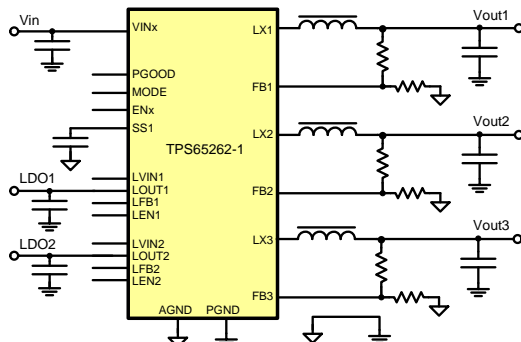 Vin
VINx
PGOOD
MODE
ENx
SS1
TPS65262-1
LDO1
LVIN1
LOUT1
LFB1
LEN1
LDO2
LVIN2
LOUT2
LFB2
LEN2
AGND
PGND
LX1
Vout1
FB1
LX2
Vout2
FB2
LX3
Vout3
FB3